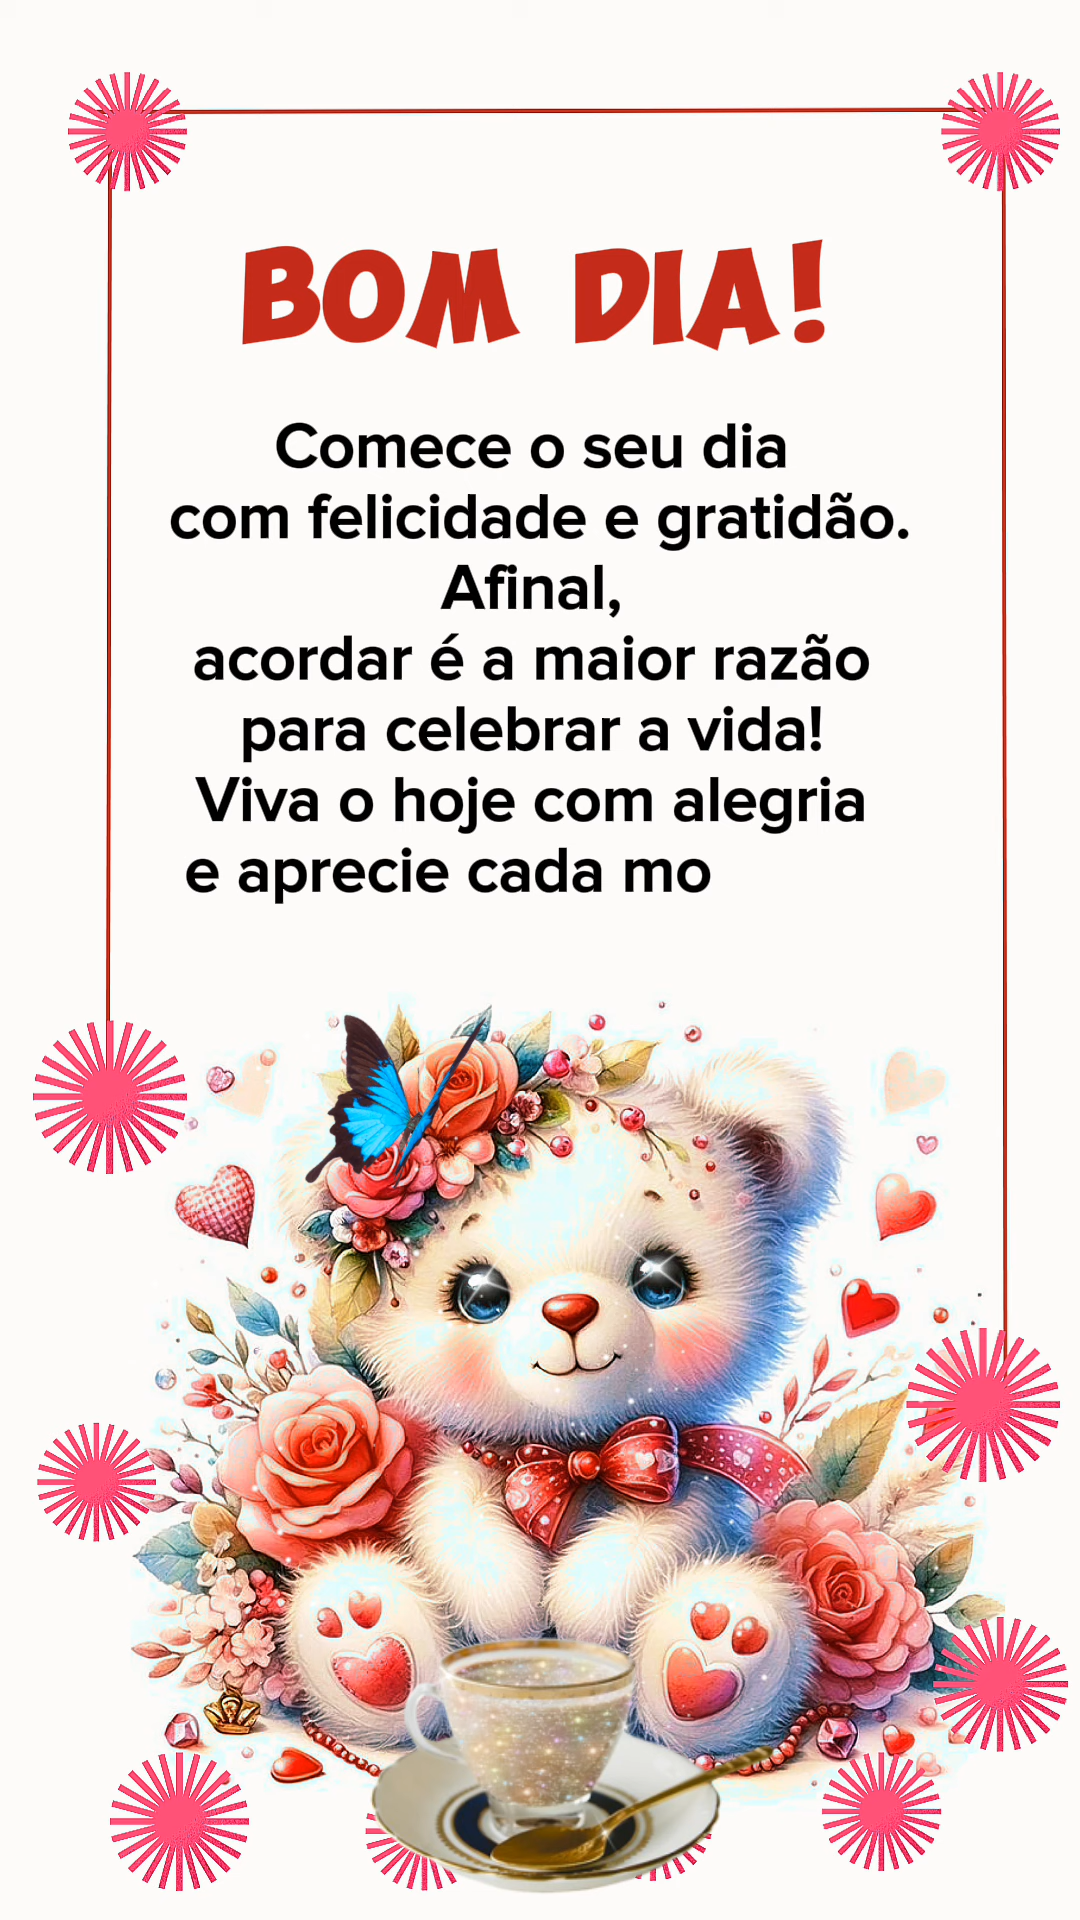 BOM DIA!
Comece o seu dia
com felicidade e gratidão.
Afinal,
acordar é a maior razão
para celebrar a vida!
Viva o hoje com alegria
e aprecie cada mo